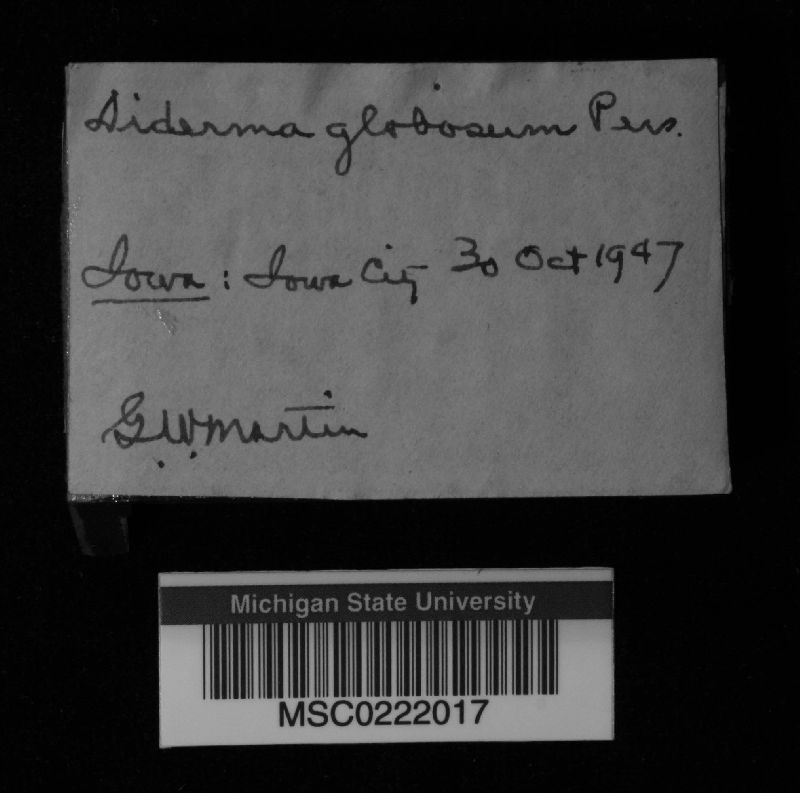 Diderma globosum Pers.
Iowa : Iowa City 30 Oct 1947
G. W. Martin
Michigan State University
MSC0222017